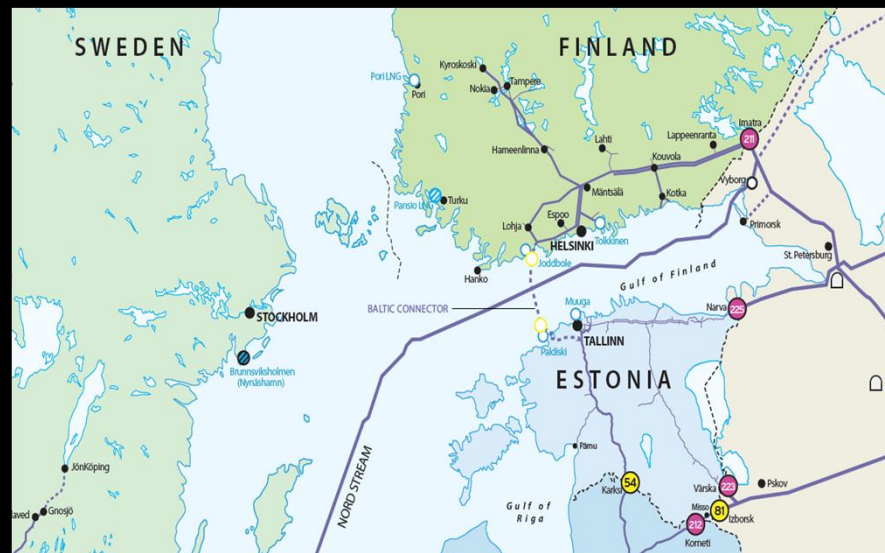 SWEDEN
FINLAND
Kyroskoski
Tampere
Nokia
Pori LNG
Pori
Imatra
211
Lahti
Lappeenranta
Hameenlinna
Kouvola
Vyborg
Pansio LNG
Turku
Mäntsälä
Kotka
Espoo
Lohja
HELSINKI
Tolkkinen
Primorsk
Joddbole
St. Petersburg
Hanko
Gulf of Finland
BALTIC CONNECTOR
Muuga
Narva
225
STOCKHOLM
TALLINN
Paldiski
Brunnsviksholmen
(Nynäshamn)
ESTONIA
D
D
NORD STREAM
Pärnu
JönKöping
Karksi
54
Värska
223
Pskov
Gulf of
Riga
Misso
81
Izborsk
Gnosjö
aved
212
Korneti